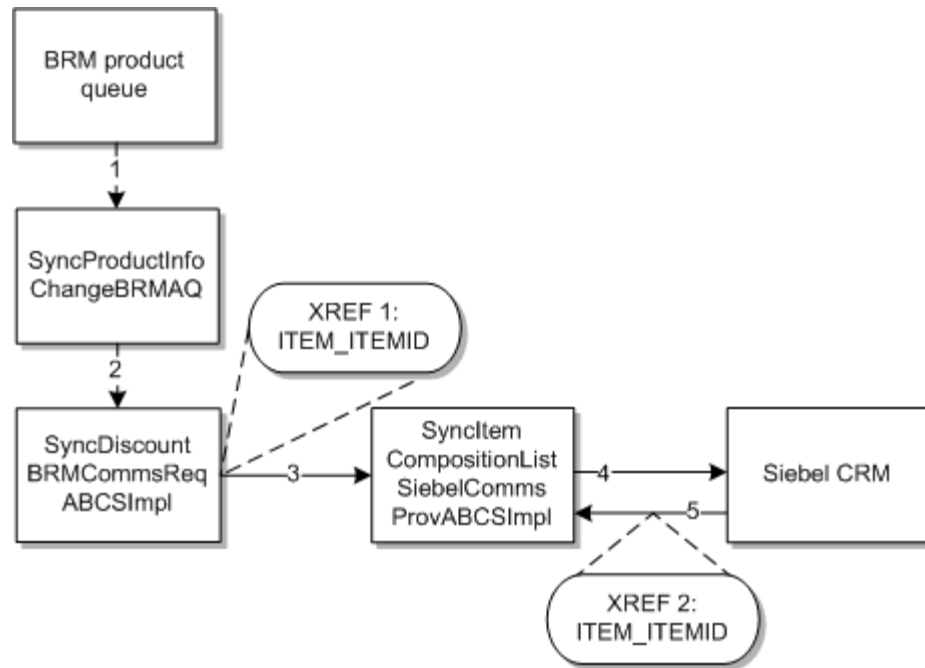 BRM product
queue
1
SyncProductInfo
ChangeBRMAQ
XREF 1:
ITEM_ITEMID
2
SyncDiscount
BRMCommsReq
ABCSImpl
3
SyncItem
CompositionList
SiebelComms
ProvABCSImpl
4
Siebel CRM
5
XREF 2:
ITEM_ITEMID